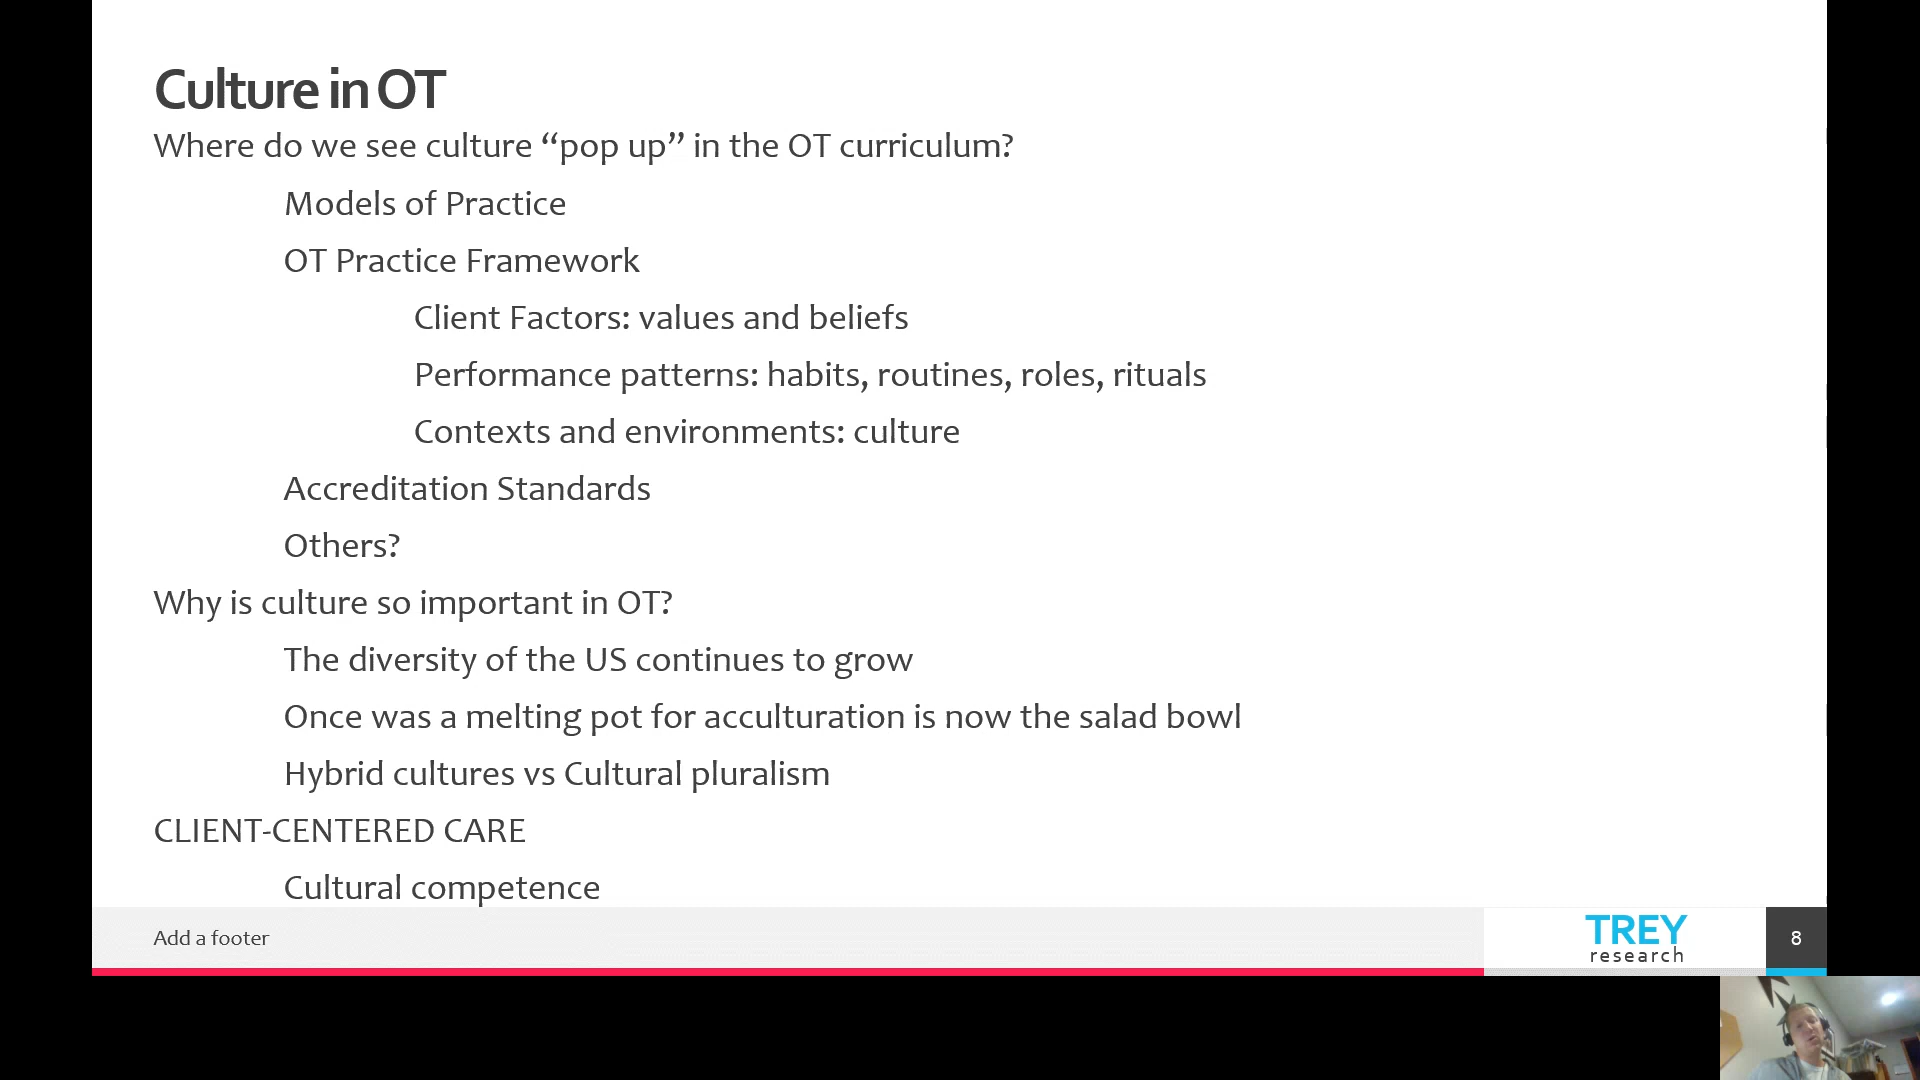 Culture in OT
Where do we see culture “pop up” in the OT curriculum?
Models of Practice
OT Practice Framework
Client Factors: values and beliefs
Performance patterns: habits, routines, roles, rituals
Contexts and environments: culture
Accreditation Standards
Others?
Why is culture so important in OT?
The diversity of the US continues to grow
Once was a melting pot for acculturation is now the salad bowl
Hybrid cultures vs Cultural pluralism
CLIENT-CENTERED CARE
Cultural competence
Add a footer
TREY
research
8